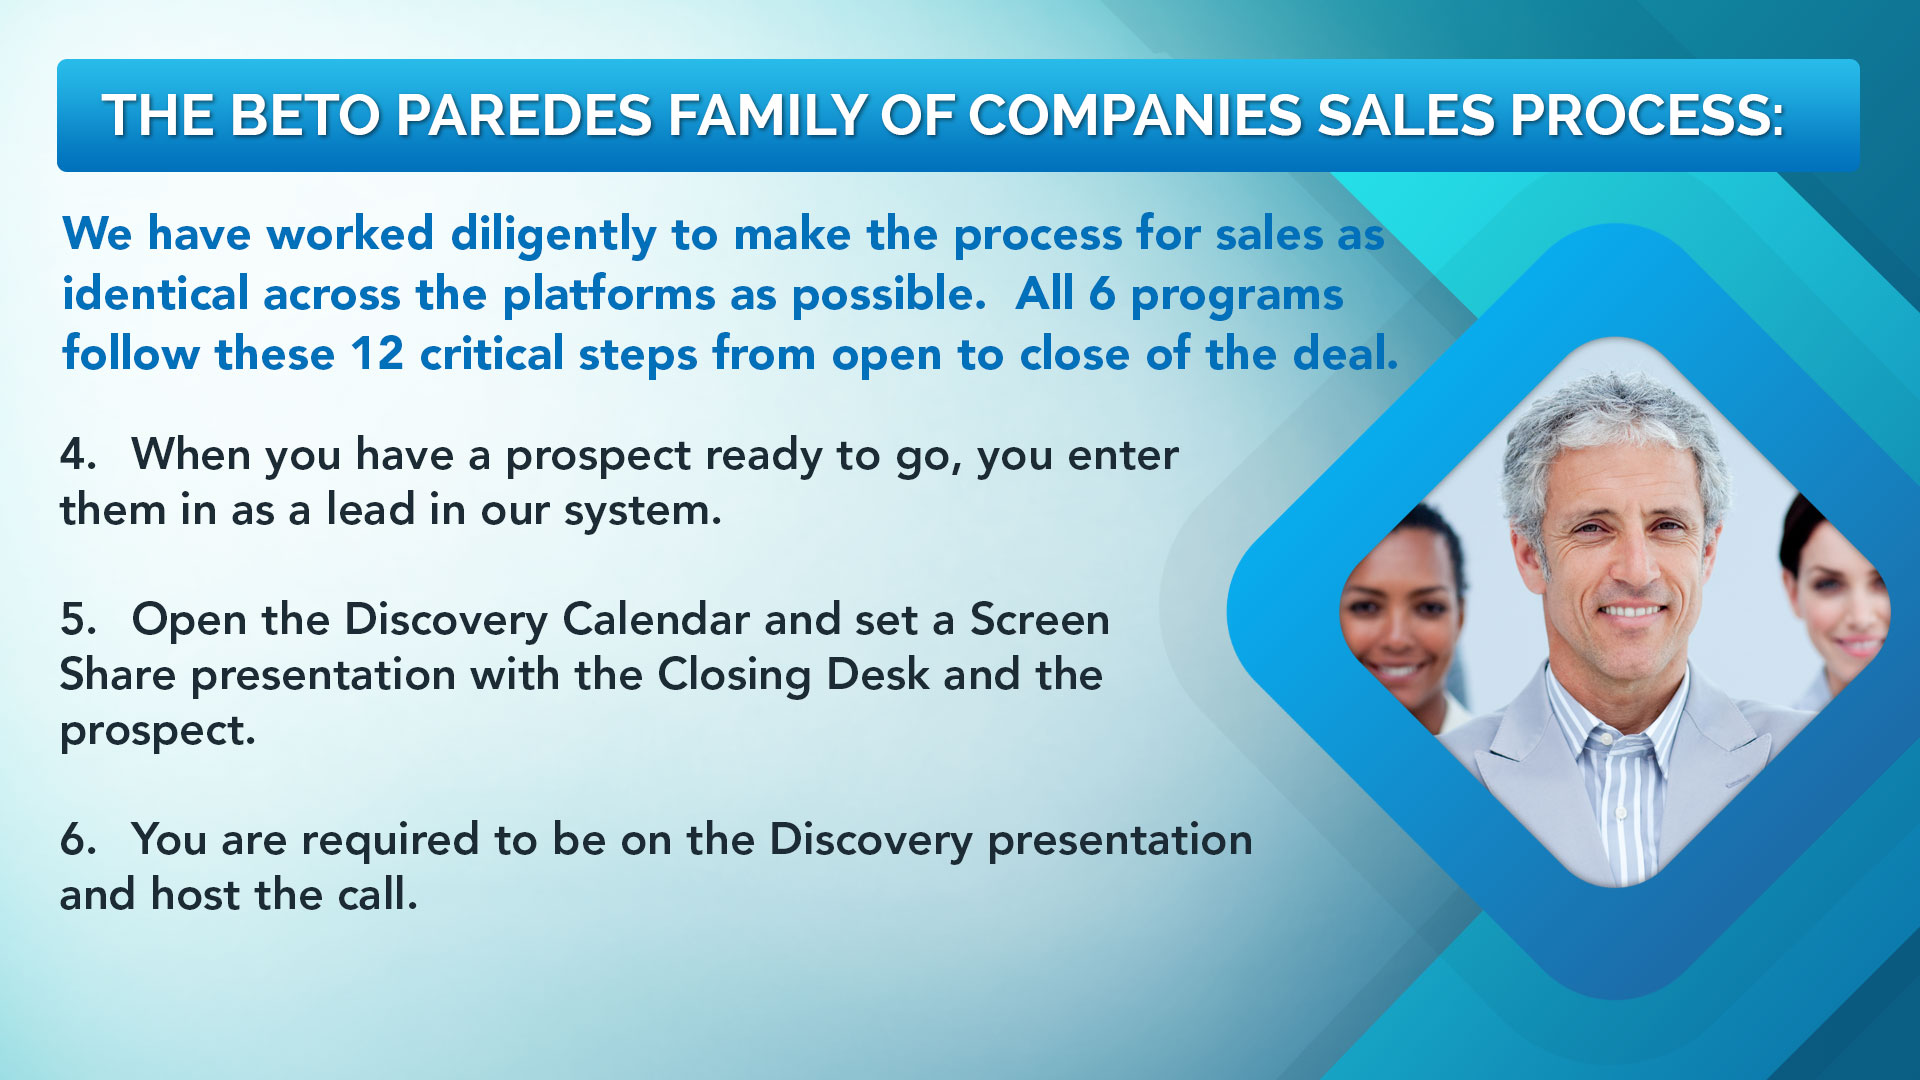 THE BETO PAREDES FAMILY OF COMPANIES SALES PROCESS:
We have worked diligently to make the process for sales as
identical across the platforms as possible.  All 6 programs
follow these 12 critical steps from open to close of the deal.
4.  When you have a prospect ready to go, you enter
them in as a lead in our system.
5.  Open the Discovery Calendar and set a Screen
Share presentation with the Closing Desk and the
prospect.
6.  You are required to be on the Discovery presentation
and host the call.